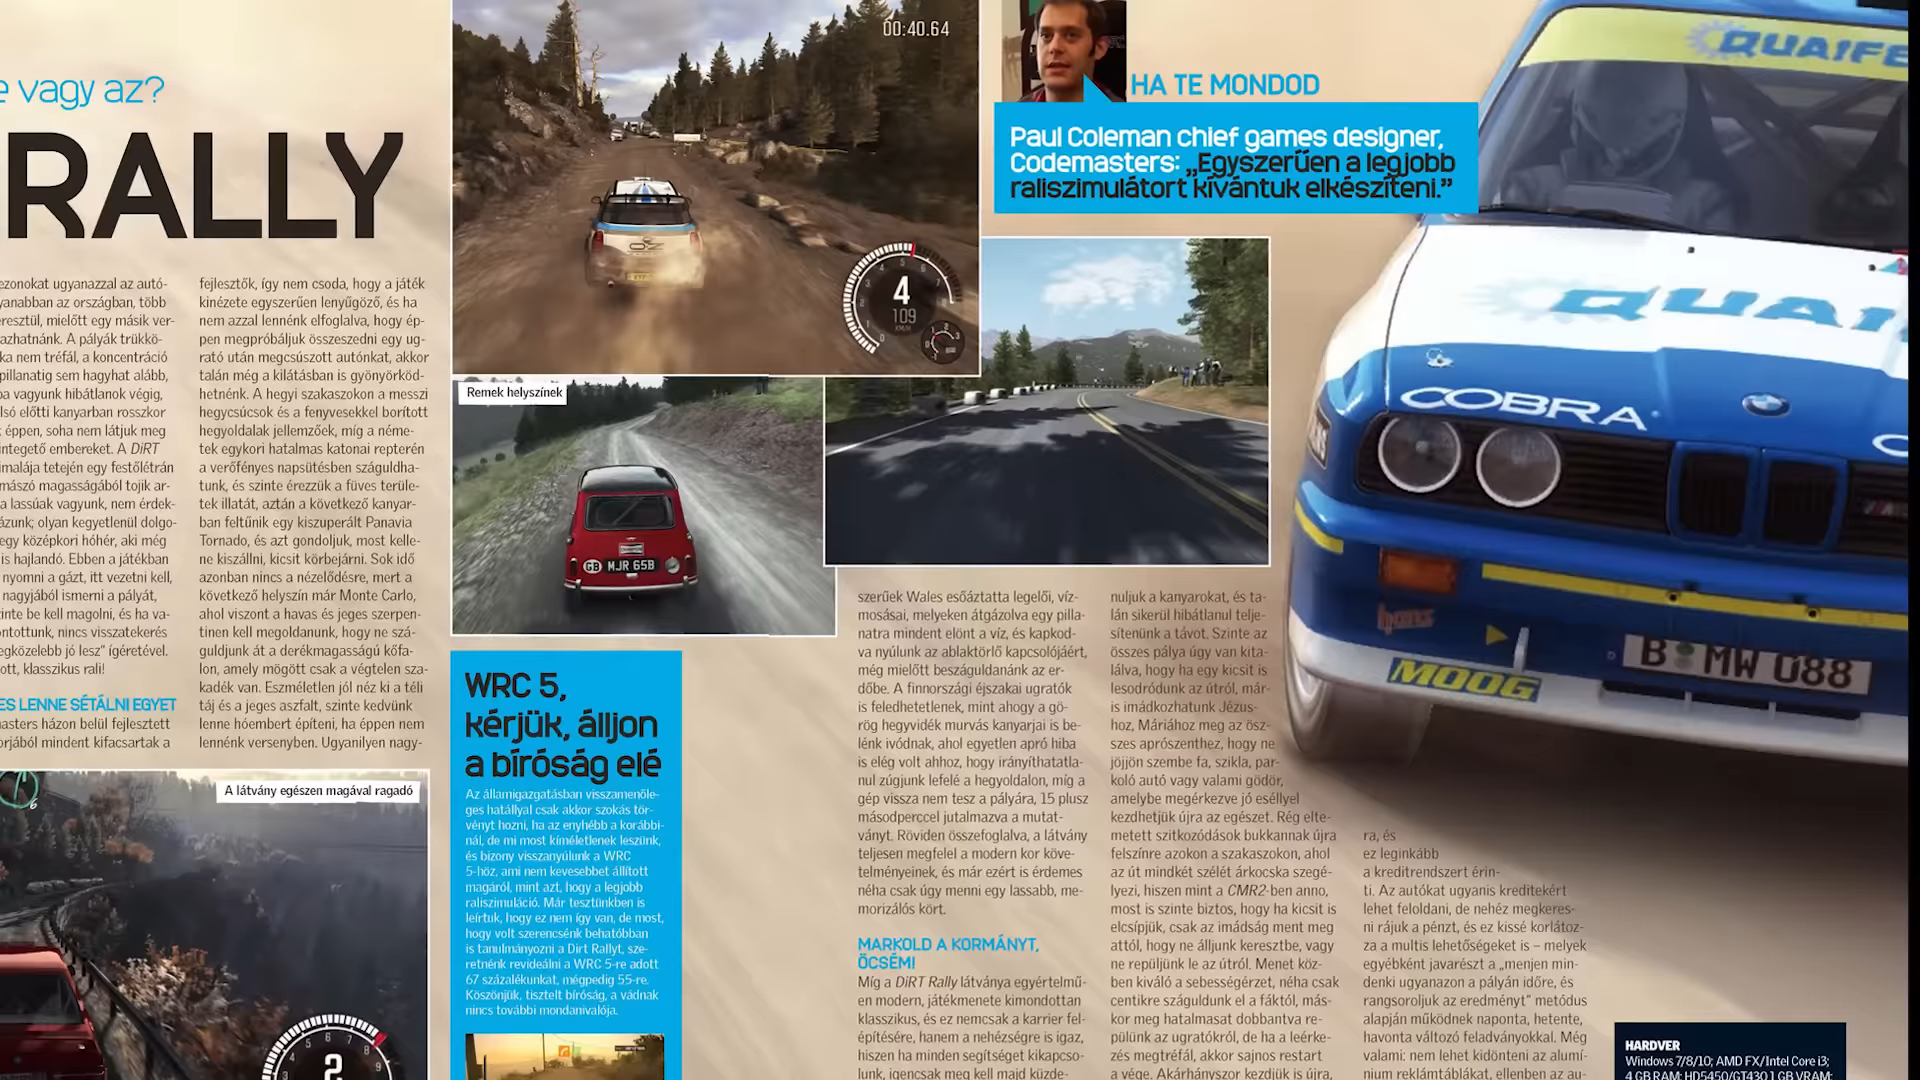 e vagy az?
RALLY
ezonokat ugyanazzal az autó-
yanabban az országban, több
eresztül, mielőtt egy másik ver-
azhatnánk. A pályák trükkö-
ka nem tréfál, a koncentráció
pillanatig sem hagyhat alább,
ba vagyunk hibátlanok végig,
lsó előtti kanyarban rosszkor
k éppen, soha nem látjuk meg
integető embereket. A DiRT
imalája tetején egy festőlétrán
mászó magasságából tojik ar-
a lassúak vagyunk, nem érdek-
ázunk; olyan kegyetlenül dolgo-
egy középkori hóhér, aki még
is hajlandó. Ebben a játékban
nyomni a gázt, itt vezetni kell,
nagyjából ismerni a pályát,
zinte be kell magolni, és ha va-
ontottunk, nincs visszatekerés
egközelebb jó lesz” ígéretével.
ott, klasszikus rali!
ES LENNE SÉTÁLNI EGYET
masters házon belül fejlesztett
orjából mindent kifacsartak a
fejlesztők, így nem csoda, hogy a játék
kinézete egyszerűen lenyűgöző, és ha
nem azzal lennénk elfoglalva, hogy ép-
pen megpróbáljuk összeszedni egy ug-
rató után megcsúszott autónkat, akkor
talán még a kilátásban is gyönyörköd-
hetnénk. A hegyi szakaszokon a messzi
hegycsúcsok és a fenyvesekkel borított
hegyoldalak jellemzőek, míg a néme-
tek egykori hatalmas katonai repterén
a verőfényes napsütésben száguldha-
tunk, és szinte érezzük a füves terüle-
tek illatát, aztán a következő kanyar-
ban feltűnik egy kiszuperált Panavia
Tornado, és azt gondoljuk, most kelle-
ne kiszállni, kicsit körbejárni. Sok idő
azonban nincs a nézelődésre, mert a
következő helyszín már Monte Carlo,
ahol viszont a havas és jeges szerpen-
tinen kell megoldanunk, hogy ne szá-
guldjunk át a derékmagasságú kőfa-
lon, amely mögött csak a végtelen sza-
kadék van. Eszméletlen jól néz ki a téli
táj és a jeges aszfalt, szinte kedvünk
lenne hóembert építeni, ha éppen nem
lennénk versenyben. Ugyanilyen nagy-
A látvány egészen magával ragadó
6
2
00:40.64
4
109
KM/H
Remek helyszínek
GB MJR 65B
HA TE MONDOD
Paul Coleman chief games designer,
Codemasters: „Egyszerűen a legjobb
raliszimulátort kívántuk elkészíteni.”
WRC 5,
kérjük, álljon
a bíróság elé
Az államigazgatásban visszamenőle-
ges hatállyal csak akkor szokás tör-
vényt hozni, ha az enyhébb a korábbi-
nál, de mi most kíméletlenek leszünk,
és bizony visszanyúlunk a WRC
5-höz, ami nem kevesebbet állított
magáról, mint azt, hogy a legjobb
raliszimuláció. Már tesztünkben is
leírtuk, hogy ez nem így van, de most,
hogy volt szerencsénk behatóbban
is tanulmányozni a Dirt Rallyt, sze-
retnénk revideálni a WRC 5-re adott
67 százalékunkat, mégpedig 55-re.
Köszönjük, tisztelt bíróság, a vádnak
nincs további mondanivalója.
szerűek Wales esőáztatta legelői, víz-
mosásai, melyeken átgázolva egy pilla-
natra mindent elönt a víz, és kapkod-
va nyúlunk az ablaktörlő kapcsolójáért,
még mielőtt beszáguldanánk az er-
dőbe. A finnországi éjszakai ugratók
is feledhetetlenek, mint ahogy a gö-
rög hegyvidék murvás kanyarjai is be-
lénk ivódnak, ahol egyetlen apró hiba
is elég volt ahhoz, hogy irányíthatatla-
nul zúgjunk lefelé a hegyoldalon, míg a
gép vissza nem tesz a pályára, 15 plusz
másodperccel jutalmazva a mutat-
ványt. Röviden összefoglalva, a látvány
teljesen megfelel a modern kor köve-
telményeinek, és már ezért is érdemes
néha csak úgy menni egy lassabb, me-
morizálós kört.
MARKOLD A KORMÁNYT,
ÖCSÉM!
Míg a DiRT Rally látványa egyértelmű-
en modern, játékmenete kimondottan
klasszikus, és ez nemcsak a karrier fel-
építésére, hanem a nehézségre is igaz,
hiszen ha minden segítséget kikapcso-
lunk, igencsak meg kell majd küzde-
nuljuk a kanyarokat, és ta-
lán sikerül hibátlanul telje-
sítenünk a távot. Szinte az
összes pálya úgy van kita-
lálva, hogy ha egy kicsit is
lesodródunk az útról, már-
is imádkozhatunk Jézus-
hoz, Máriához meg az ösz-
szes aprószenthez, hogy ne
jöjjön szembe fa, szikla, par-
koló autó vagy valami gödör,
amelybe megérkezve jó eséllyel
kezdhetjük újra az egészet. Rég elte-
metett szitkozódások bukkannak újra
felszínre azokon a szakaszokon, ahol
az út mindkét szélét árkocska szegé-
lyezi, hiszen mint a CMR2-ben anno,
most is szinte biztos, hogy ha kicsit is
elcsípjük, csak az imádság ment meg
attól, hogy ne álljunk keresztbe, vagy
ne repüljünk le az útról. Menet köz-
ben kiváló a sebességérzet, néha csak
centikre száguldunk el a fáktól, más-
kor meg hatalmasat dobbantva re-
pülünk az ugratókról, de ha a leérke-
zés megtréfál, akkor sajnos restart
a vége. Akárhányszor kezdjük is újra,
ra, és
ez leginkább
a kreditrendszert érin-
ti. Az autókat ugyanis kreditekért
lehet feloldani, de nehéz megkeres-
ni rájuk a pénzt, és ez kissé korlátoz-
za a multis lehetőségeket is – melyek
egyébként javarészt a „menjen min-
denki ugyanazon a pályán időre, és
rangsoroljuk az eredményt” metódus
alapján működnek naponta, hetente,
havonta változó feladványokkal. Még
valami: nem lehet kidönteni az alumí-
nium reklámtáblákat, ellenben az au-
QUAIFE
QUAI
COBRA
MOOG
B MW 088
HARDVER
Windows 7/8/10; AMD FX/Intel Core i3;
4 GB RAM; HD5450/GT430 1 GB VRAM;